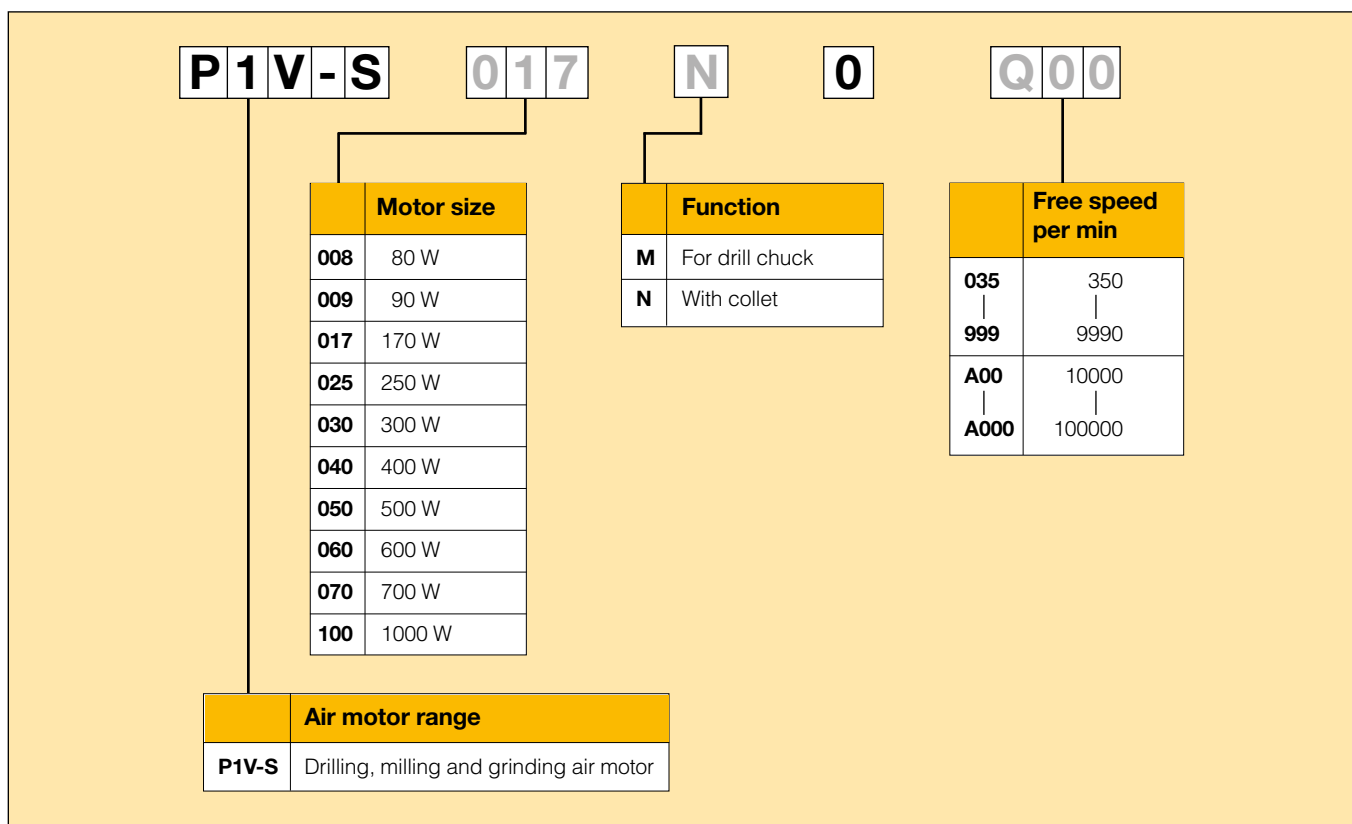 P1V-S 017 N 0 Q00
Motor size
008 80 W
009 90 W
017 170 W
025 250 W
030 300 W
040 400 W
050 500 W
060 600 W
070 700 W
100 1000 W
Function
M For drill chuck
N With collet
Free speed
per min
035 350
999 9990
A00 10000
A000 100000
Air motor range
P1V-S Drilling, milling and grinding air motor